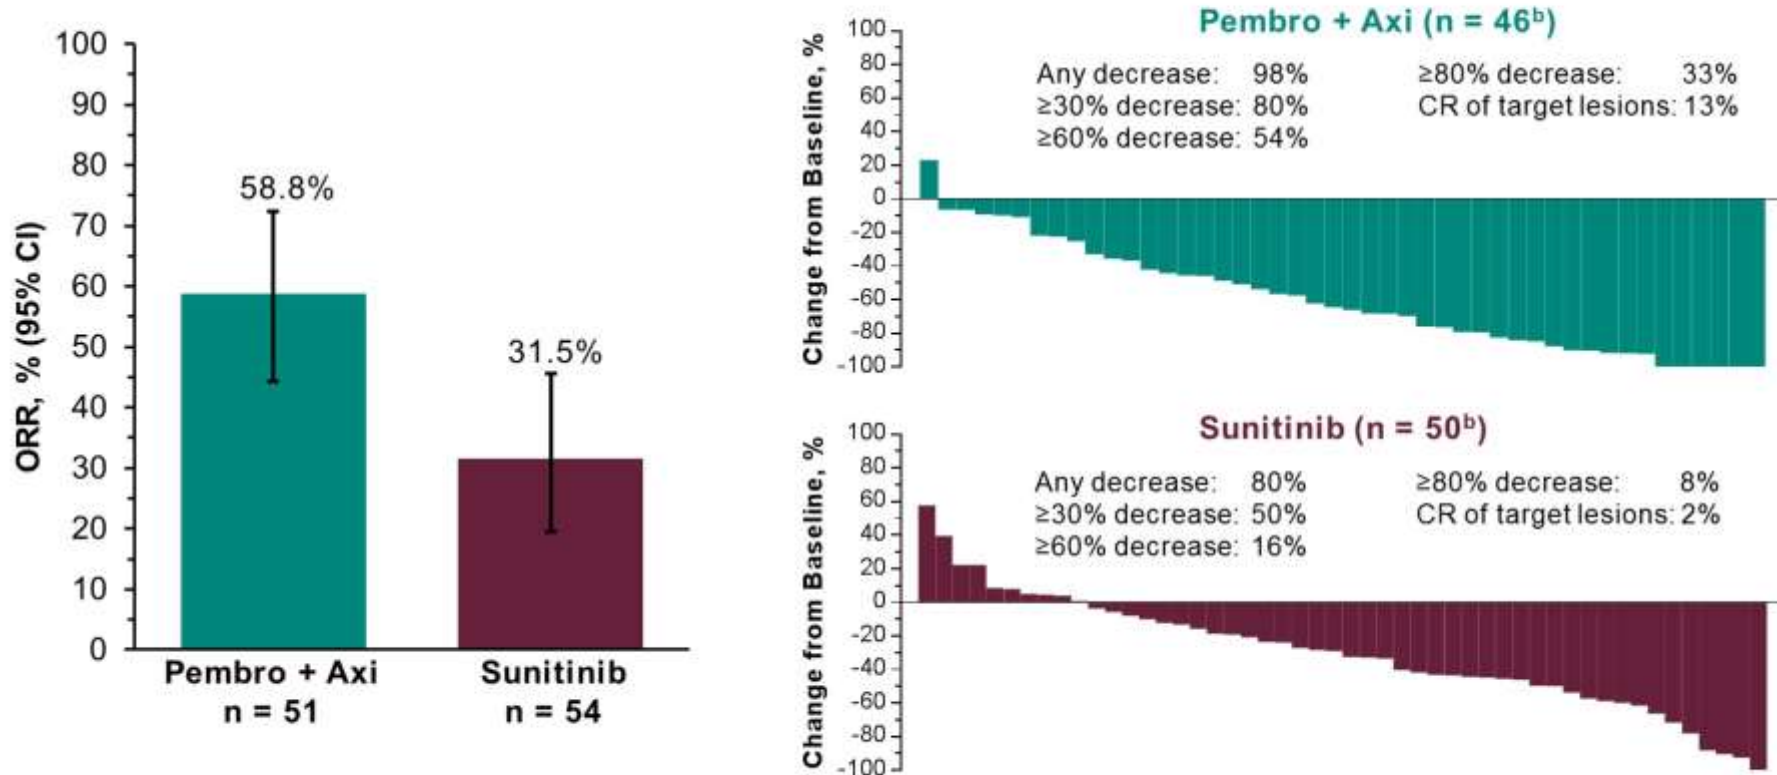 ORR, % (95% CI)
100
90
80
70
60
50
40
30
20
10
0
58.8%
31.5%
Pembro + Axi
n = 51
Sunitinib
n = 54
Pembro + Axi (n = 46ᵇ)
Change from Baseline, %
100
80
60
40
20
0
-20
-40
-60
-80
-100
Any decrease: 98%
≥30% decrease: 80%
≥60% decrease: 54%
≥80% decrease: 33%
CR of target lesions: 13%
Sunitinib (n = 50ᵇ)
Change from Baseline, %
100
80
60
40
20
0
-20
-40
-60
-80
-100
Any decrease: 80%
≥30% decrease: 50%
≥60% decrease: 16%
≥80% decrease: 8%
CR of target lesions: 2%